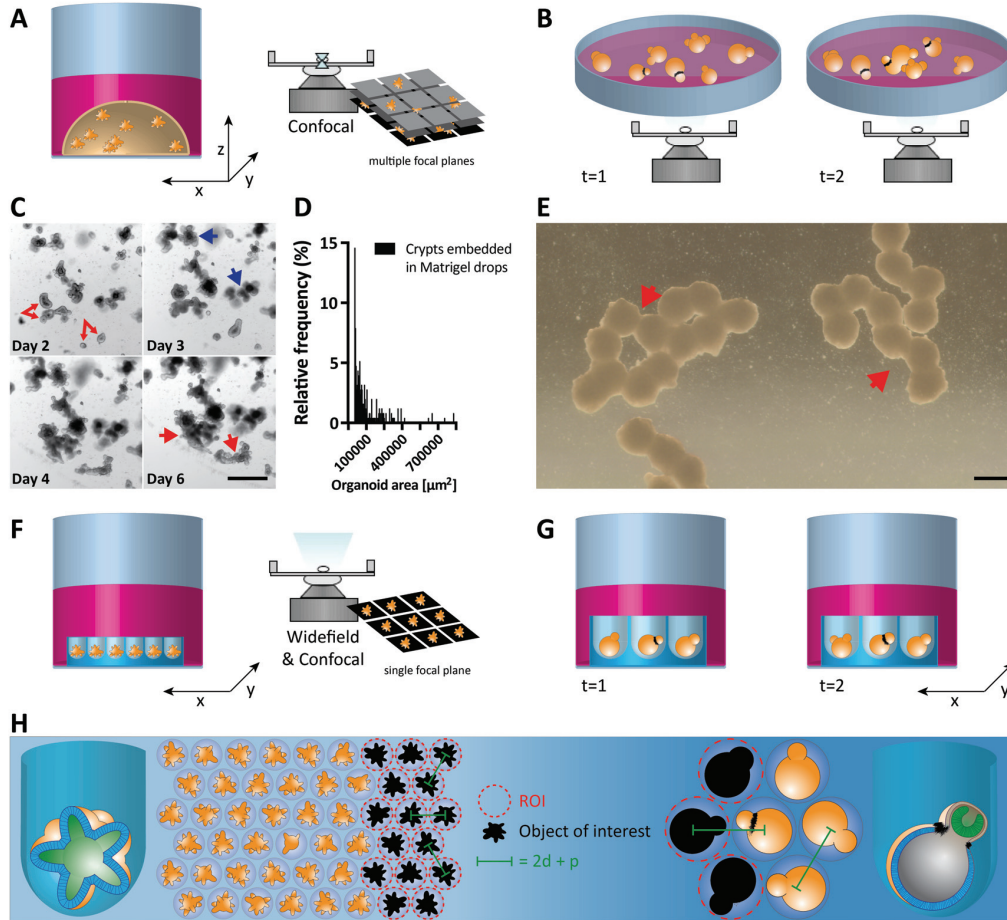 A
z
y
x
Confocal
multiple focal planes
B
t=1
t=2
C
Day 2
Day 3
Day 4
Day 6
D
Relative frequency (%)
15
10
5
0
Crypts embedded
in Matrigel drops
100000
400000
700000
Organoid area [µm²]
E
F
y
x
Widefield
& Confocal
single focal plane
G
t=1
t=2
y
x
H
ROI
Object of interest
= 2d + p